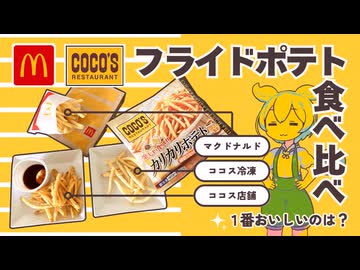 M
COCO'S
RESTAURANT
フライドポテト
食べ比べ
COCO'S
カリカリポテト
マクドナルド
ココス冷凍
ココス店舗
1番おいしいのは？